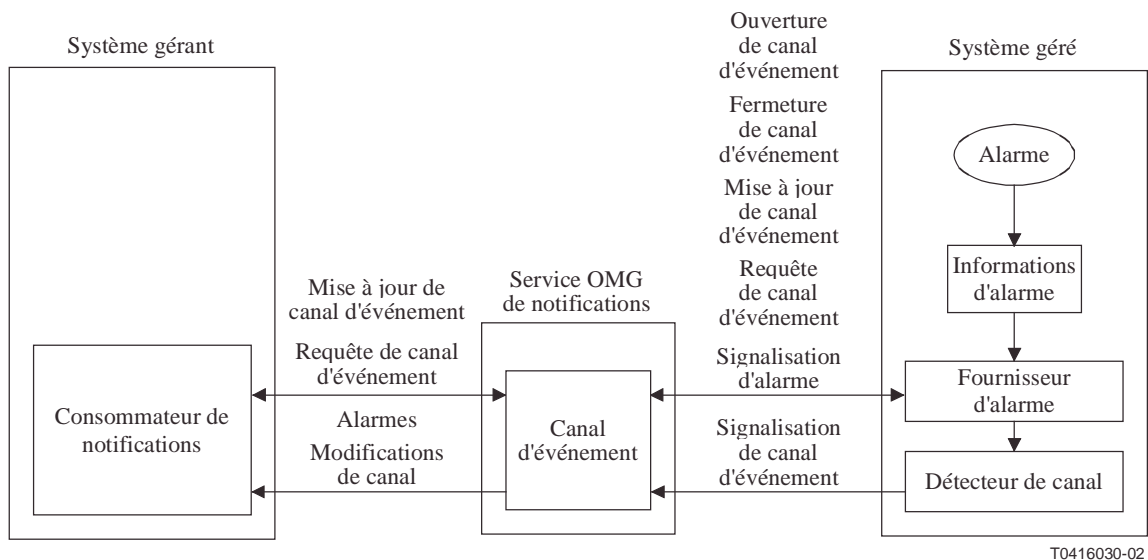 Système gérant
Ouverture
de canal
d'événement
Système géré
Fermeture
de canal
d'événement
Alarme
Mise à jour
de canal
d'événement
Informations
d'alarme
Service OMG
de notifications
Requête
de canal
d'événement
Mise à jour de
canal d'événement
Requête de canal
d'événement
Signalisation
d'alarme
Fournisseur
d'alarme
Consommateur de
notifications
Alarmes
Canal
d'événement
Modifications
de canal
Signalisation
de canal
d'événement
Détecteur de canal
T0416030-02